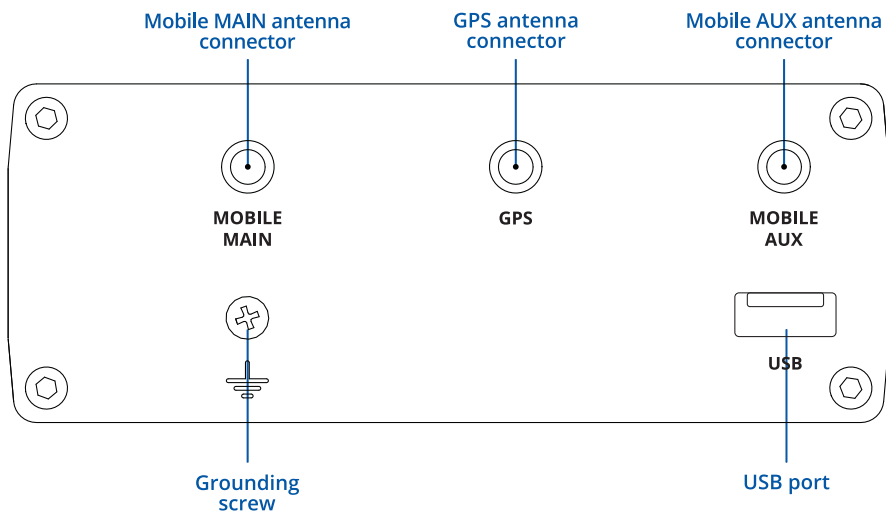 Mobile MAIN antenna
connector
GPS antenna
connector
Mobile AUX antenna
connector
MOBILE
MAIN
GPS
MOBILE
AUX
USB
Grounding
screw
USB port